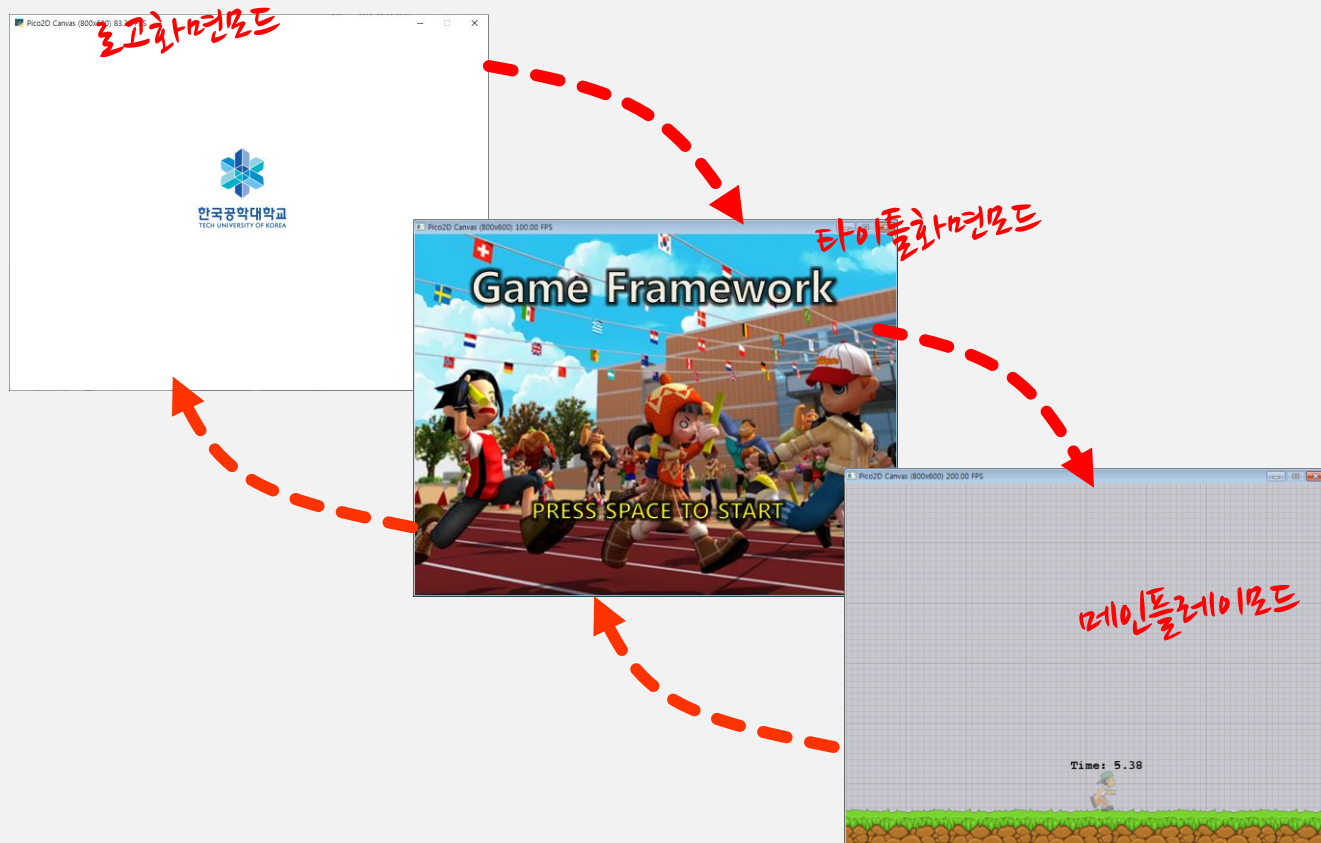 Pico2D Canvas (800x600) 83.
로고화면모드
한국공학대학교
TECH UNIVERSITY OF KOREA
Pico2D Canvas (800x600) 100.00 FPS
타이틀화면모드
Game Framework
PRESS SPACE TO START
Pico2D Canvas (800x600) 200.00 FPS
메인플레이모드
Time: 5.38